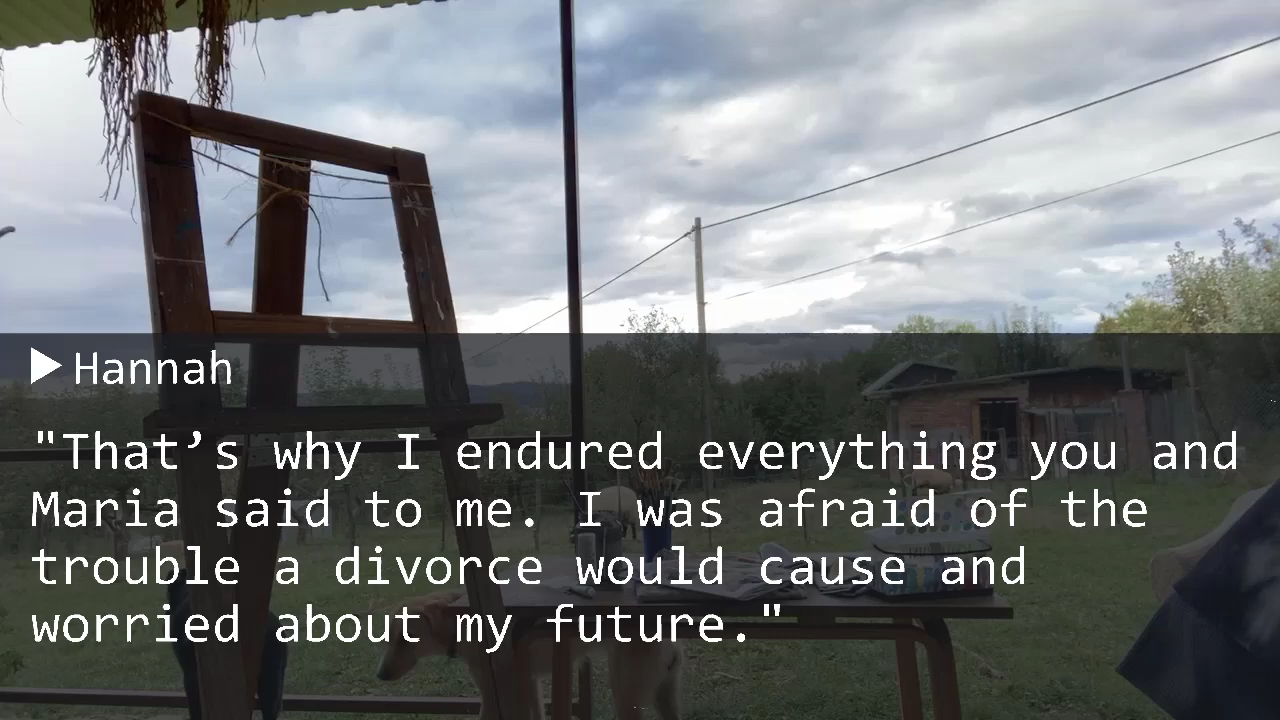 Hannah
"That’s why I endured everything you and
Maria said to me. I was afraid of the
trouble a divorce would cause and
worried about my future."